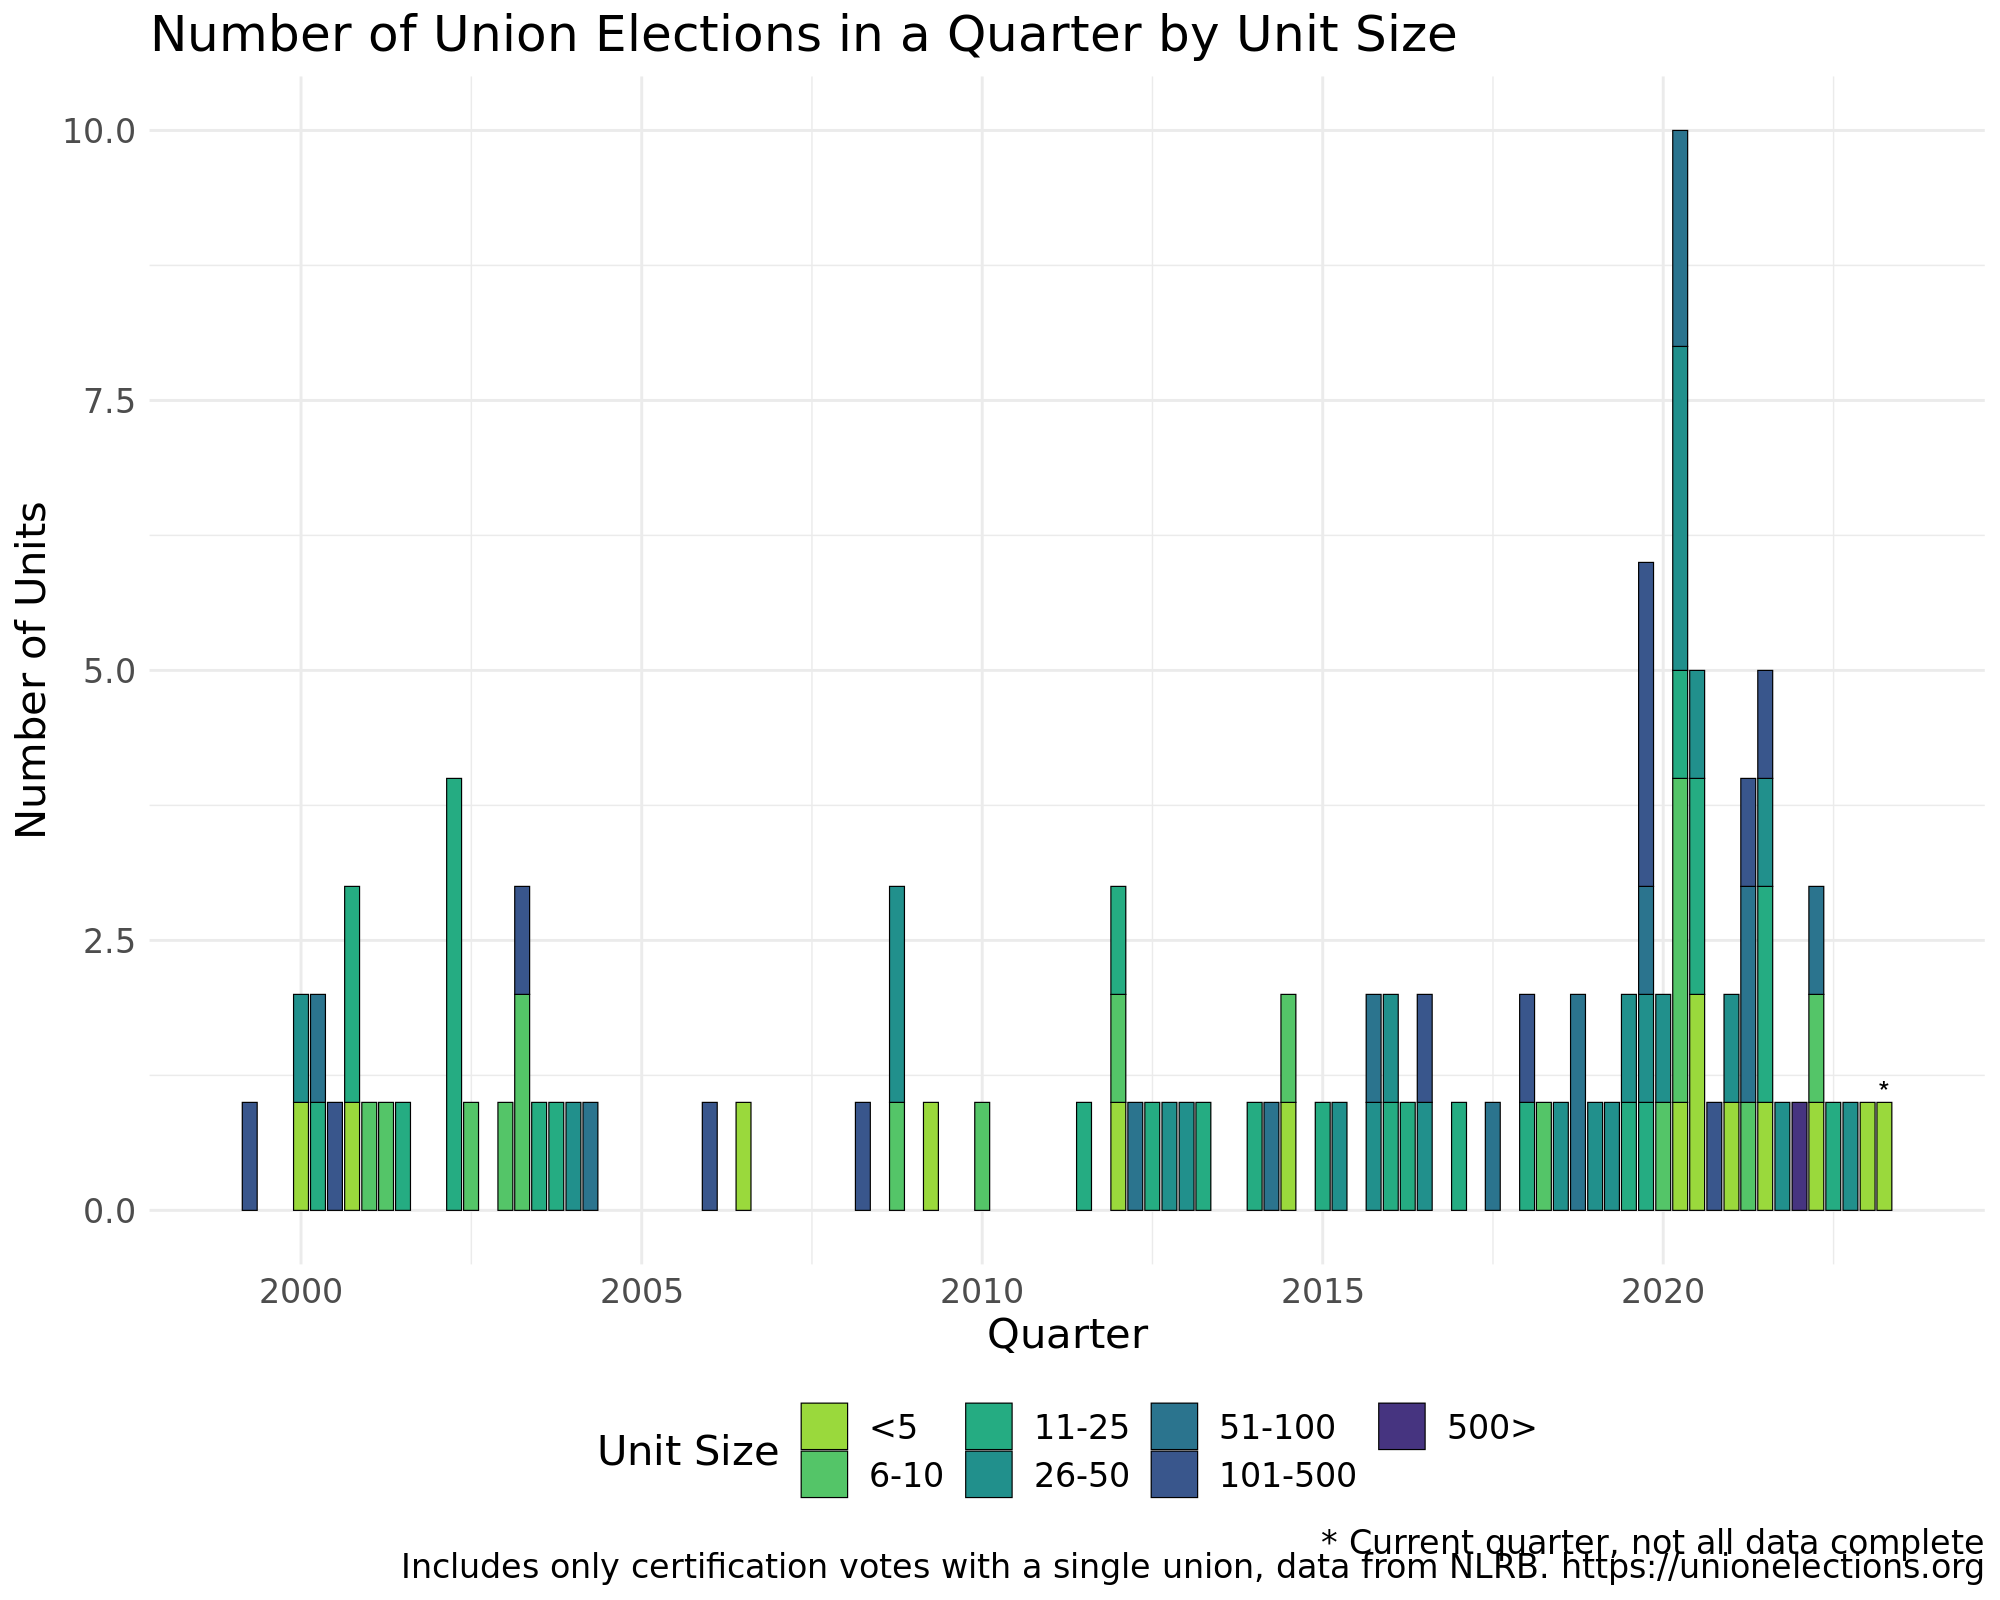 Number of Union Elections in a Quarter by Unit Size
10.0
7.5
5.0
2.5
0.0
Number of Units
*
2000 2005 2010 2015 2020
Quarter
Unit Size
<5 11-25 51-100 500>
6-10 26-50 101-500
* Current quarter, not all data complete
Includes only certification votes with a single union, data from NLRB. https://unionelections.org